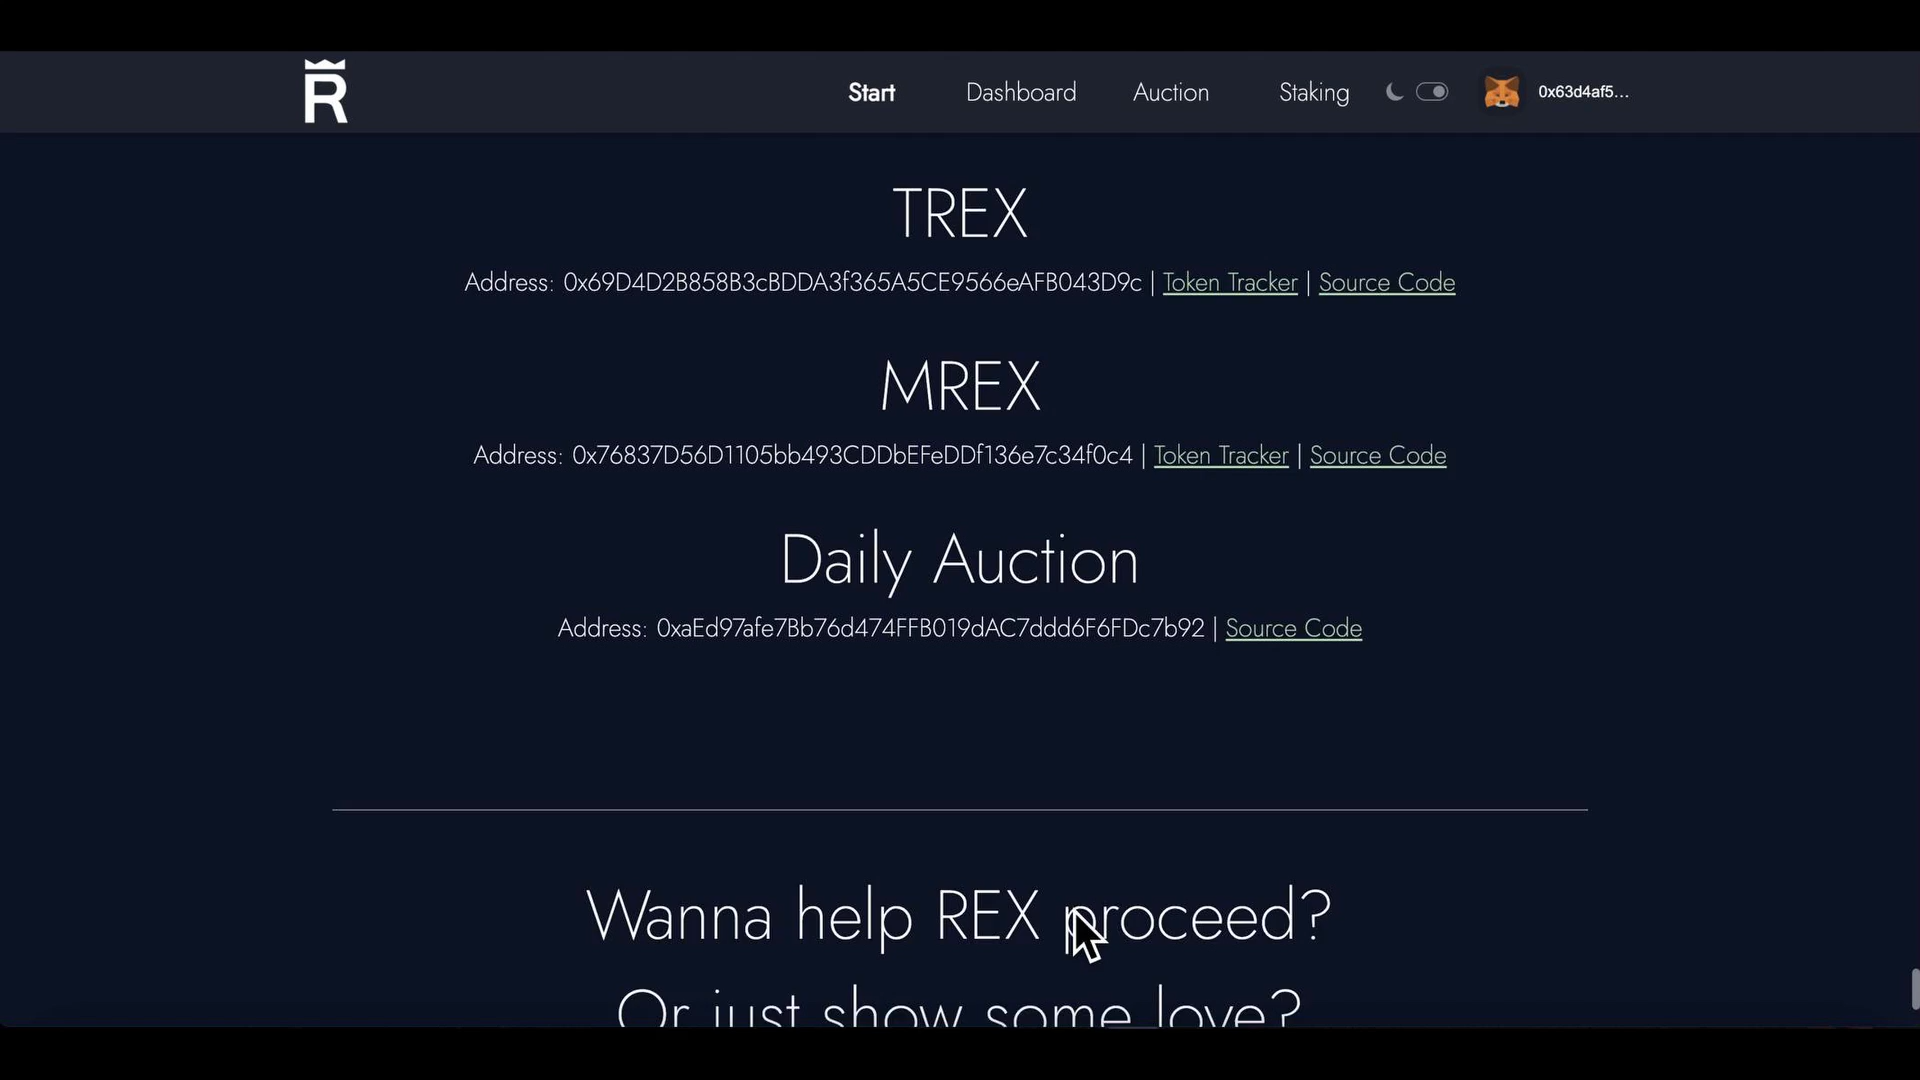 R
Start Dashboard Auction Staking 0x63d4af5...
TREX
Address: 0x69D4D2B858B3cBDDA3f365A5CE9566eAFB043D9c | Token Tracker | Source Code
MREX
Address: 0x76837D56D1105bb493CDDbEFeDDf136e7c34f0c4 | Token Tracker | Source Code
Daily Auction
Address: 0xaEd97afe7Bb76d474FFB019dAC7ddd6F6FDc7b92 | Source Code
Wanna help REX proceed?
Or just show some love?